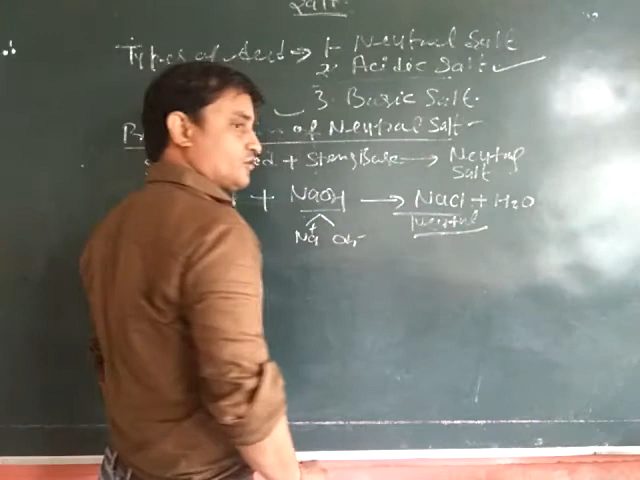 Salt.
Types of Acid → 1- Neutral Salt
2. Acidic Salt. ✓
3. Basic Salt.
of Neutral Salt -
+ Strong Base → Neutral
Salt
+ NaOH → NaCl + H2O
Neutral
Na+ OH-